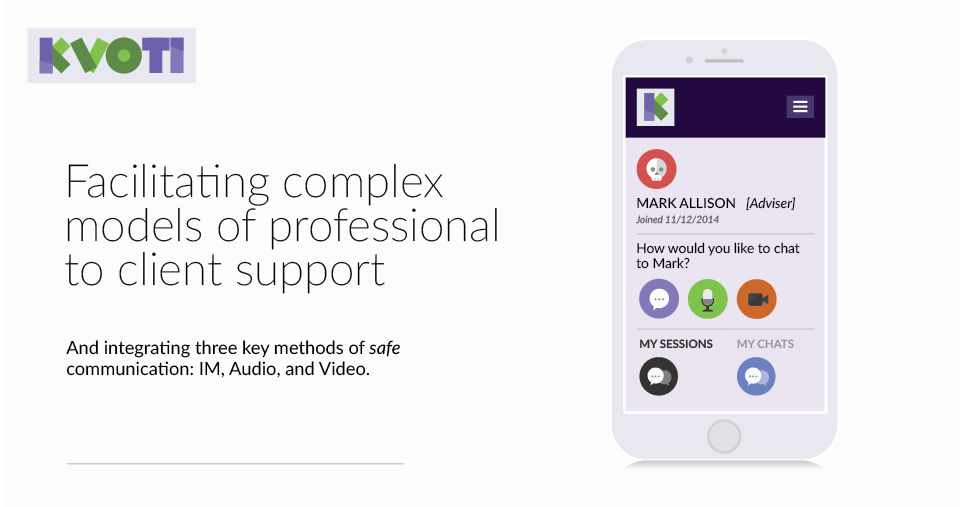 KVOTI
Facilitating complex
models of professional
to client support
And integrating three key methods of safe
communication: IM, Audio, and Video.
K
MARK ALLISON [Adviser]
Joined 11/12/2014
How would you like to chat
to Mark?
MY SESSIONS MY CHATS